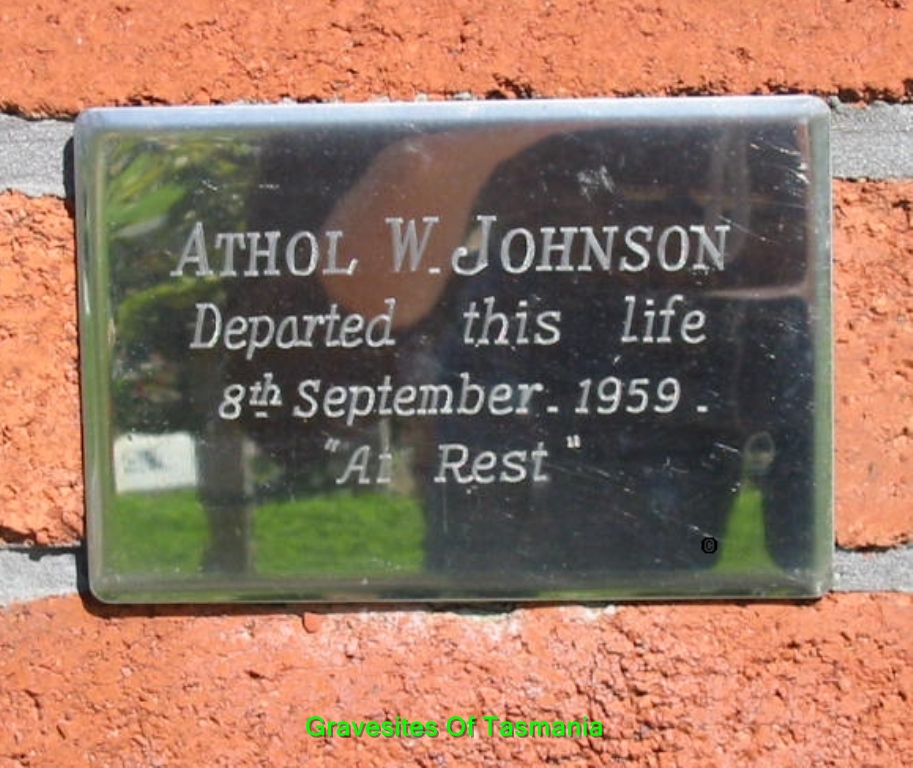 ATHOL W. JOHNSON
Departed this life
8th September - 1959 -
"At Rest"
©
Gravesites Of Tasmania